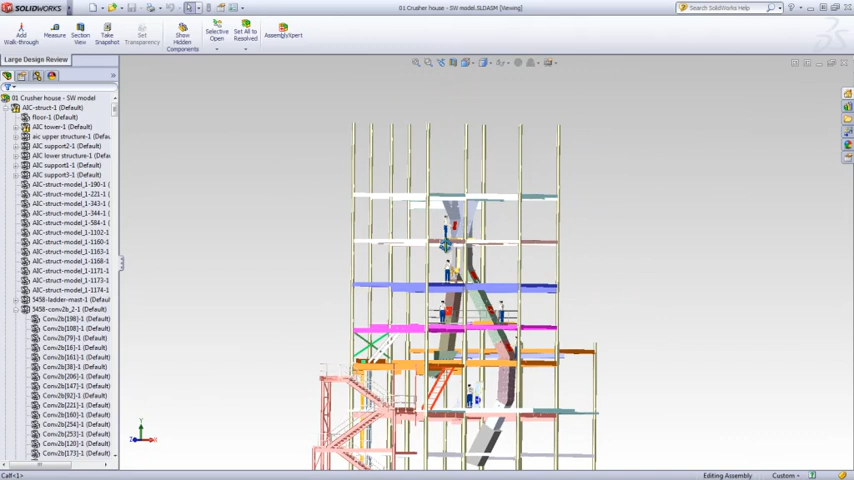 SOLIDWORKS
01 Crusher house - SW model.SLDASM [Viewing]
Search SolidWorks Help
Add Walk-through
Measure
Section View
Take Snapshot
Set Transparency
Show Hidden Components
Selective Open
Set All to Resolved
AssemblyXpert
Large Design Review
01 Crusher house - SW model
AIC-struct-1 (Default)
floor-1 (Default)
AIC tower-1 (Default)
aic upper structure-1 (Defa
AIC support2-1 (Default)
AIC lower structure-1 (Defa
AIC support1-1 (Default)
AIC support3-1 (Default)
AIC-struct-model_1-190-1 (
AIC-struct-model_1-221-1 (
AIC-struct-model_1-343-1 (
AIC-struct-model_1-344-1 (
AIC-struct-model_1-584-1 (
AIC-struct-model_1-1102-1
AIC-struct-model_1-1160-1
AIC-struct-model_1-1163-1
AIC-struct-model_1-1168-1
AIC-struct-model_1-1171-1
AIC-struct-model_1-1173-1
AIC-struct-model_1-1174-1
5458-ladder-mast-1 (Defau
5458-conv2b_2-1 (Default)
Conv2b[198]-1 (Default)
Conv2b[108]-1 (Default)
Conv2b[79]-1 (Default)
Conv2b[16]-1 (Default)
Conv2b[161]-1 (Default)
Conv2b[38]-1 (Default)
Conv2b[206]-1 (Default)
Conv2b[147]-1 (Default)
Conv2b[92]-1 (Default)
Conv2b[221]-1 (Default)
Conv2b[160]-1 (Default)
Conv2b[254]-1 (Default)
Conv2b[253]-1 (Default)
Conv2b[120]-1 (Default)
Conv2b[173]-1 (Default)
Calf<1>
Editing Assembly
Custom